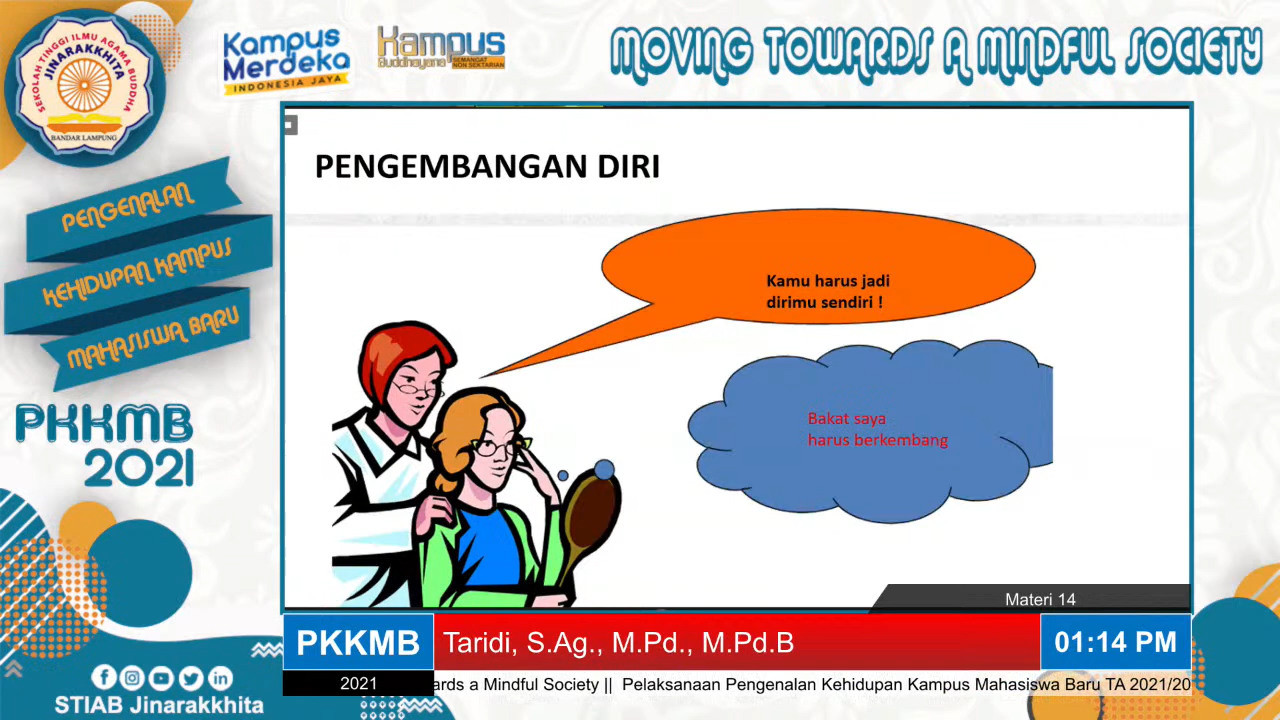 SEKOLAH TINGGI ILMU AGAMA BUDDHA
JINARAKKHITA
BANDAR LAMPUNG
Kampus
Merdeka
INDONESIA JAYA
Kampus
Buddhayana
SEMANGAT
NON SEKTARIAN
MOVING TOWARDS A MINDFUL SOCIETY
PENGENALAN
KEHIDUPAN KAMPUS
MAHASISWA BARU
PKKMB
2021
PENGEMBANGAN DIRI
Kamu harus jadi
dirimu sendiri !
Bakat saya
harus berkembang
Materi 14
PKKMB
Taridi, S.Ag., M.Pd., M.Pd.B
01:14 PM
2021
ards a Mindful Society || Pelaksanaan Pengenalan Kehidupan Kampus Mahasiswa Baru TA 2021/20
STIAB Jinarakkhita